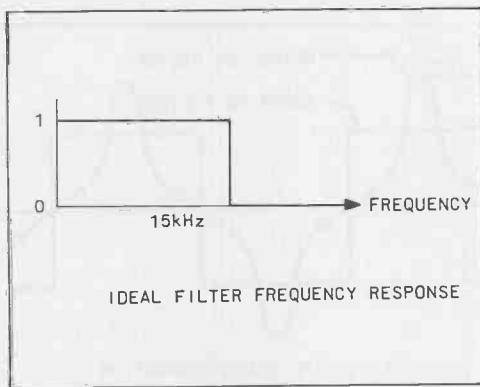 1
0
FREQUENCY
15kHz
IDEAL FILTER FREQUENCY RESPONSE